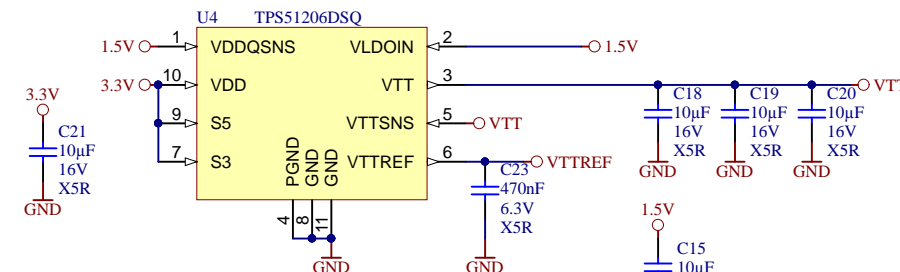 U4 TPS51206DSQ
1.5V 1 VDDQSNS VLDOIN 2 1.5V
3.3V 10 VDD VTT 3 VTT
9 S5 VTTSNS 5 VTT
7 S3 VTTREF 6 VTTREF
PGND GND GND
4 8 11
GND
3.3V
C21
10µF
16V
X5R
GND
C23
470nF
6.3V
X5R
GND
C18
10µF
16V
X5R
GND
C19
10µF
16V
X5R
GND
C20
10µF
16V
X5R
GND
1.5V
C15
10µF